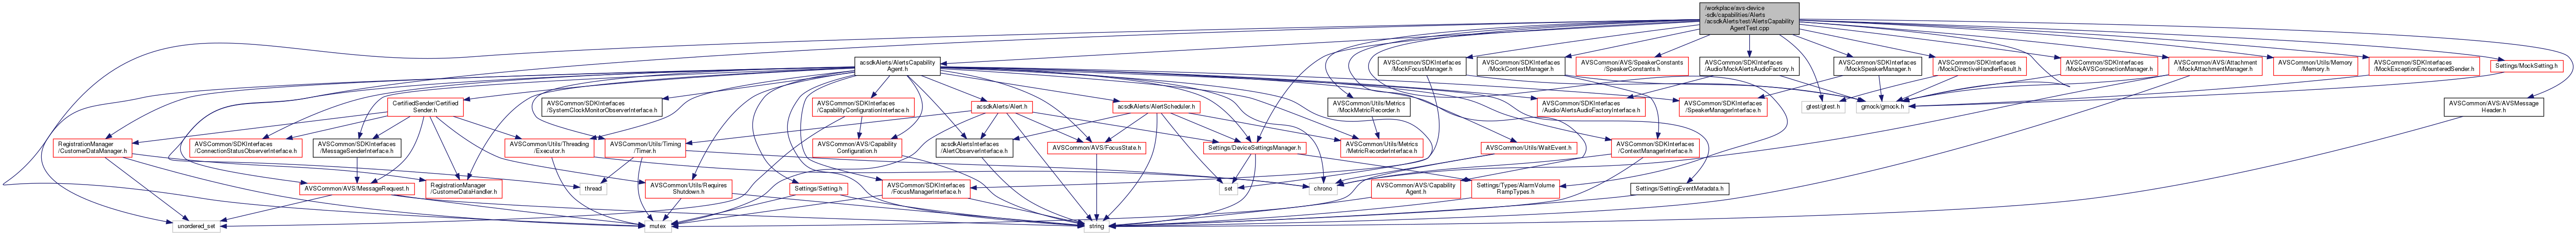 /workplace/avs-device
-sdk/capabilities/Alerts
/acsdkAlerts/test/AlertsCapability
AgentTest.cpp
acsdkAlerts/AlertsCapability
Agent.h
AVSCommon/SDKInterfaces
/MockFocusManager.h
AVSCommon/SDKInterfaces
/MockContextManager.h
AVSCommon/AVS/SpeakerConstants
/SpeakerConstants.h
AVSCommon/SDKInterfaces
/Audio/MockAlertsAudioFactory.h
AVSCommon/SDKInterfaces
/MockSpeakerManager.h
AVSCommon/SDKInterfaces
/MockDirectiveHandlerResult.h
AVSCommon/SDKInterfaces
/MockAVSConnectionManager.h
AVSCommon/AVS/Attachment
/MockAttachmentManager.h
AVSCommon/Utils/Memory
/Memory.h
AVSCommon/SDKInterfaces
/MockExceptionEncounteredSender.h
Settings/MockSetting.h
CertifiedSender/Certified
Sender.h
AVSCommon/SDKInterfaces
/SystemClockMonitorObserverInterface.h
AVSCommon/SDKInterfaces
/CapabilityConfigurationInterface.h
acsdkAlerts/Alert.h
acsdkAlerts/AlertScheduler.h
AVSCommon/Utils/Metrics
/MockMetricRecorder.h
AVSCommon/SDKInterfaces
/Audio/AlertsAudioFactoryInterface.h
AVSCommon/SDKInterfaces
/SpeakerManagerInterface.h
gtest/gtest.h
gmock/gmock.h
AVSCommon/AVS/AVSMessage
Header.h
RegistrationManager
/CustomerDataManager.h
AVSCommon/SDKInterfaces
/ConnectionStatusObserverInterface.h
AVSCommon/SDKInterfaces
/MessageSenderInterface.h
AVSCommon/Utils/Threading
/Executor.h
AVSCommon/Utils/Timing
/Timer.h
AVSCommon/AVS/Capability
Configuration.h
acsdkAlertsInterfaces
/AlertObserverInterface.h
AVSCommon/AVS/FocusState.h
Settings/DeviceSettingsManager.h
AVSCommon/Utils/Metrics
/MetricRecorderInterface.h
AVSCommon/Utils/WaitEvent.h
AVSCommon/SDKInterfaces
/ContextManagerInterface.h
AVSCommon/AVS/MessageRequest.h
RegistrationManager
/CustomerDataHandler.h
thread
AVSCommon/Utils/Requires
Shutdown.h
Settings/Setting.h
AVSCommon/SDKInterfaces
/FocusManagerInterface.h
set
chrono
AVSCommon/AVS/Capability
Agent.h
Settings/Types/AlarmVolume
RampTypes.h
Settings/SettingEventMetadata.h
unordered_set
mutex
string